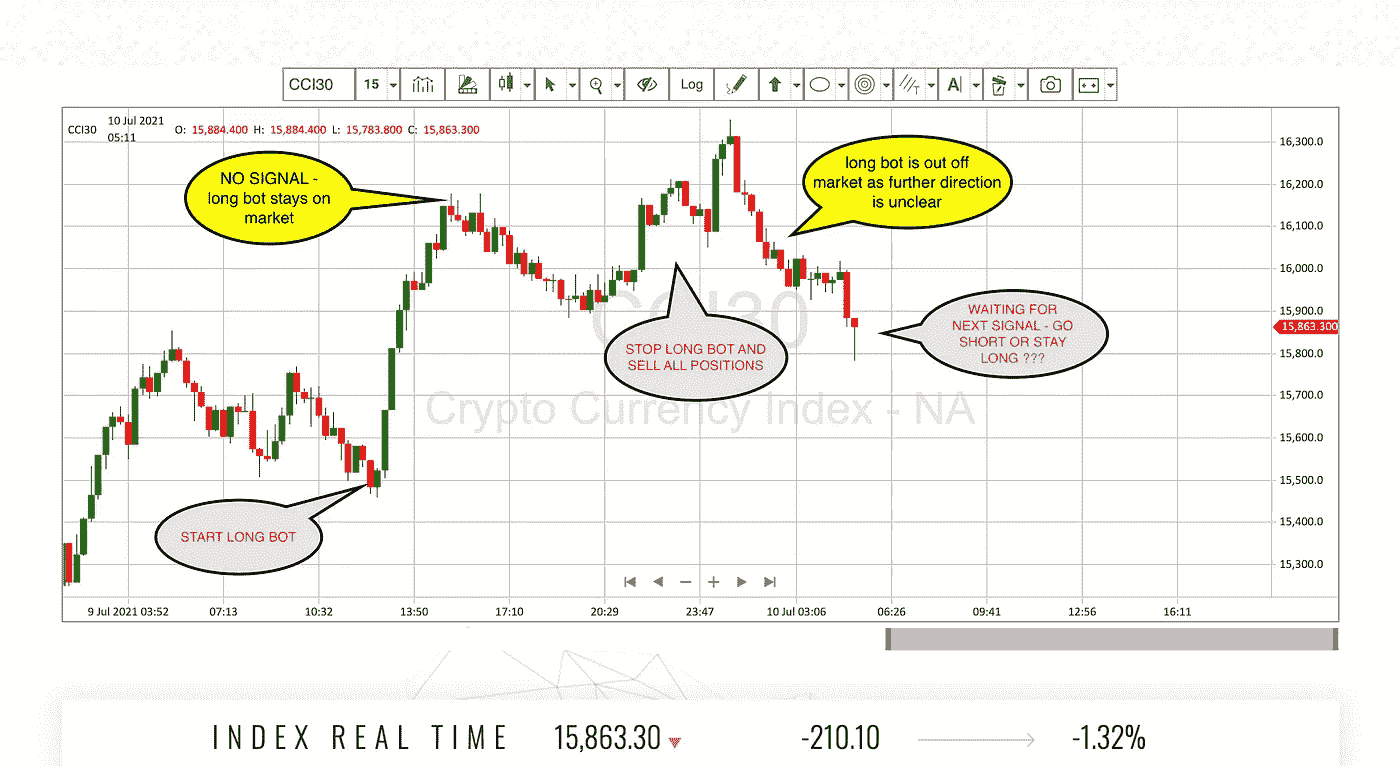 CCI30 15 Log A
CCI30 10 Jul 2021 05:11 O: 15,884.400 H: 15,884.400 L: 15,783.800 C: 15,863.300
NO SIGNAL -
long bot stays on
market
long bot is out off
market as further direction
is unclear
STOP LONG BOT AND
SELL ALL POSITIONS
WAITING FOR
NEXT SIGNAL - GO
SHORT OR STAY
LONG ???
START LONG BOT
CCI30
Crypto Currency Index - NA
16,300.0
16,200.0
16,100.0
16,000.0
15,900.0
15,863.300
15,800.0
15,700.0
15,600.0
15,500.0
15,400.0
15,300.0
9 Jul 2021 03:52 07:13 10:32 13:50 17:10 20:29 23:47 10 Jul 03:06 06:26 09:41 12:56 16:11
INDEX REAL TIME 15,863.30 -210.10 -1.32%